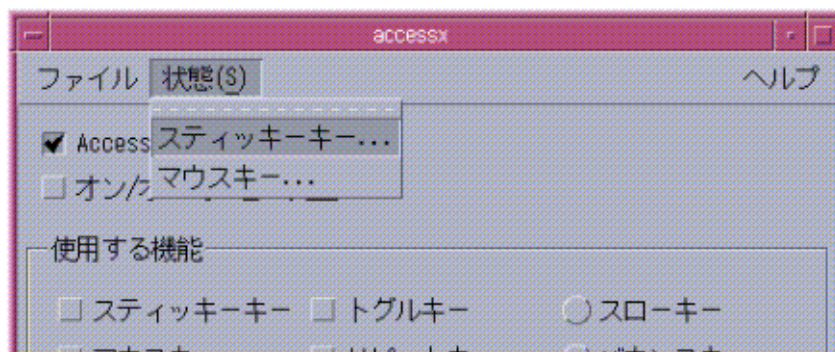 accessx
ファイル 状態(S) ヘルプ
Access
スティッキーキー...
オン/
マウスキー...
使用する機能
スティッキーキー トグルキー スローキー